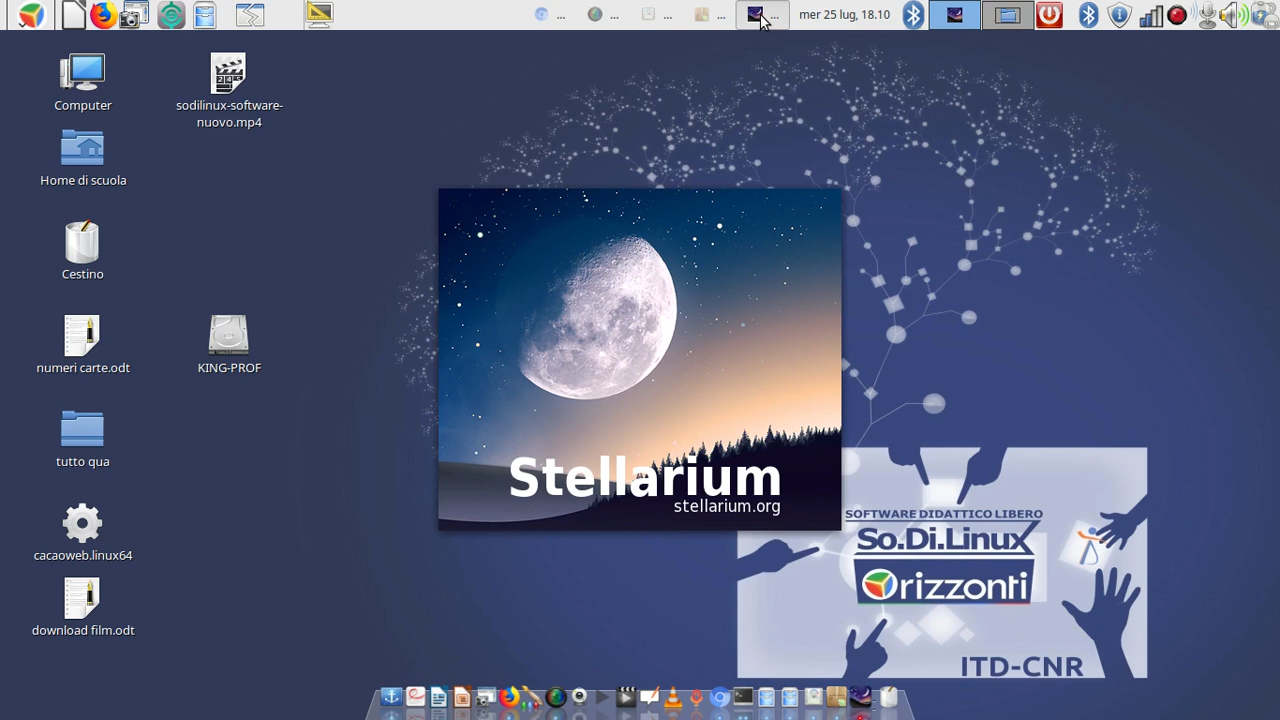 ... ... ... ... ... mer 25 lug, 18.10
Computer
sodilinux-software-
nuovo.mp4
Home di scuola
Cestino
numeri carte.odt
KING-PROF
tutto qua
cacaoweb.linux64
download film.odt
Stellarium
stellarium.org
SOFTWARE DIDATTICO LIBERO
So.Di.Linux
Orizzonti
ITD-CNR